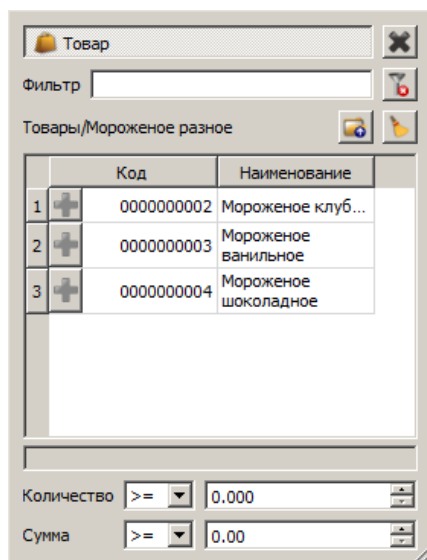 Товар
Фильтр
Товары/Мороженое разное
Код Наименование
1 0000000002 Мороженое клуб...
2 0000000003 Мороженое
ванильное
3 0000000004 Мороженое
шоколадное
Количество >= 0.000
Сумма >= 0.00